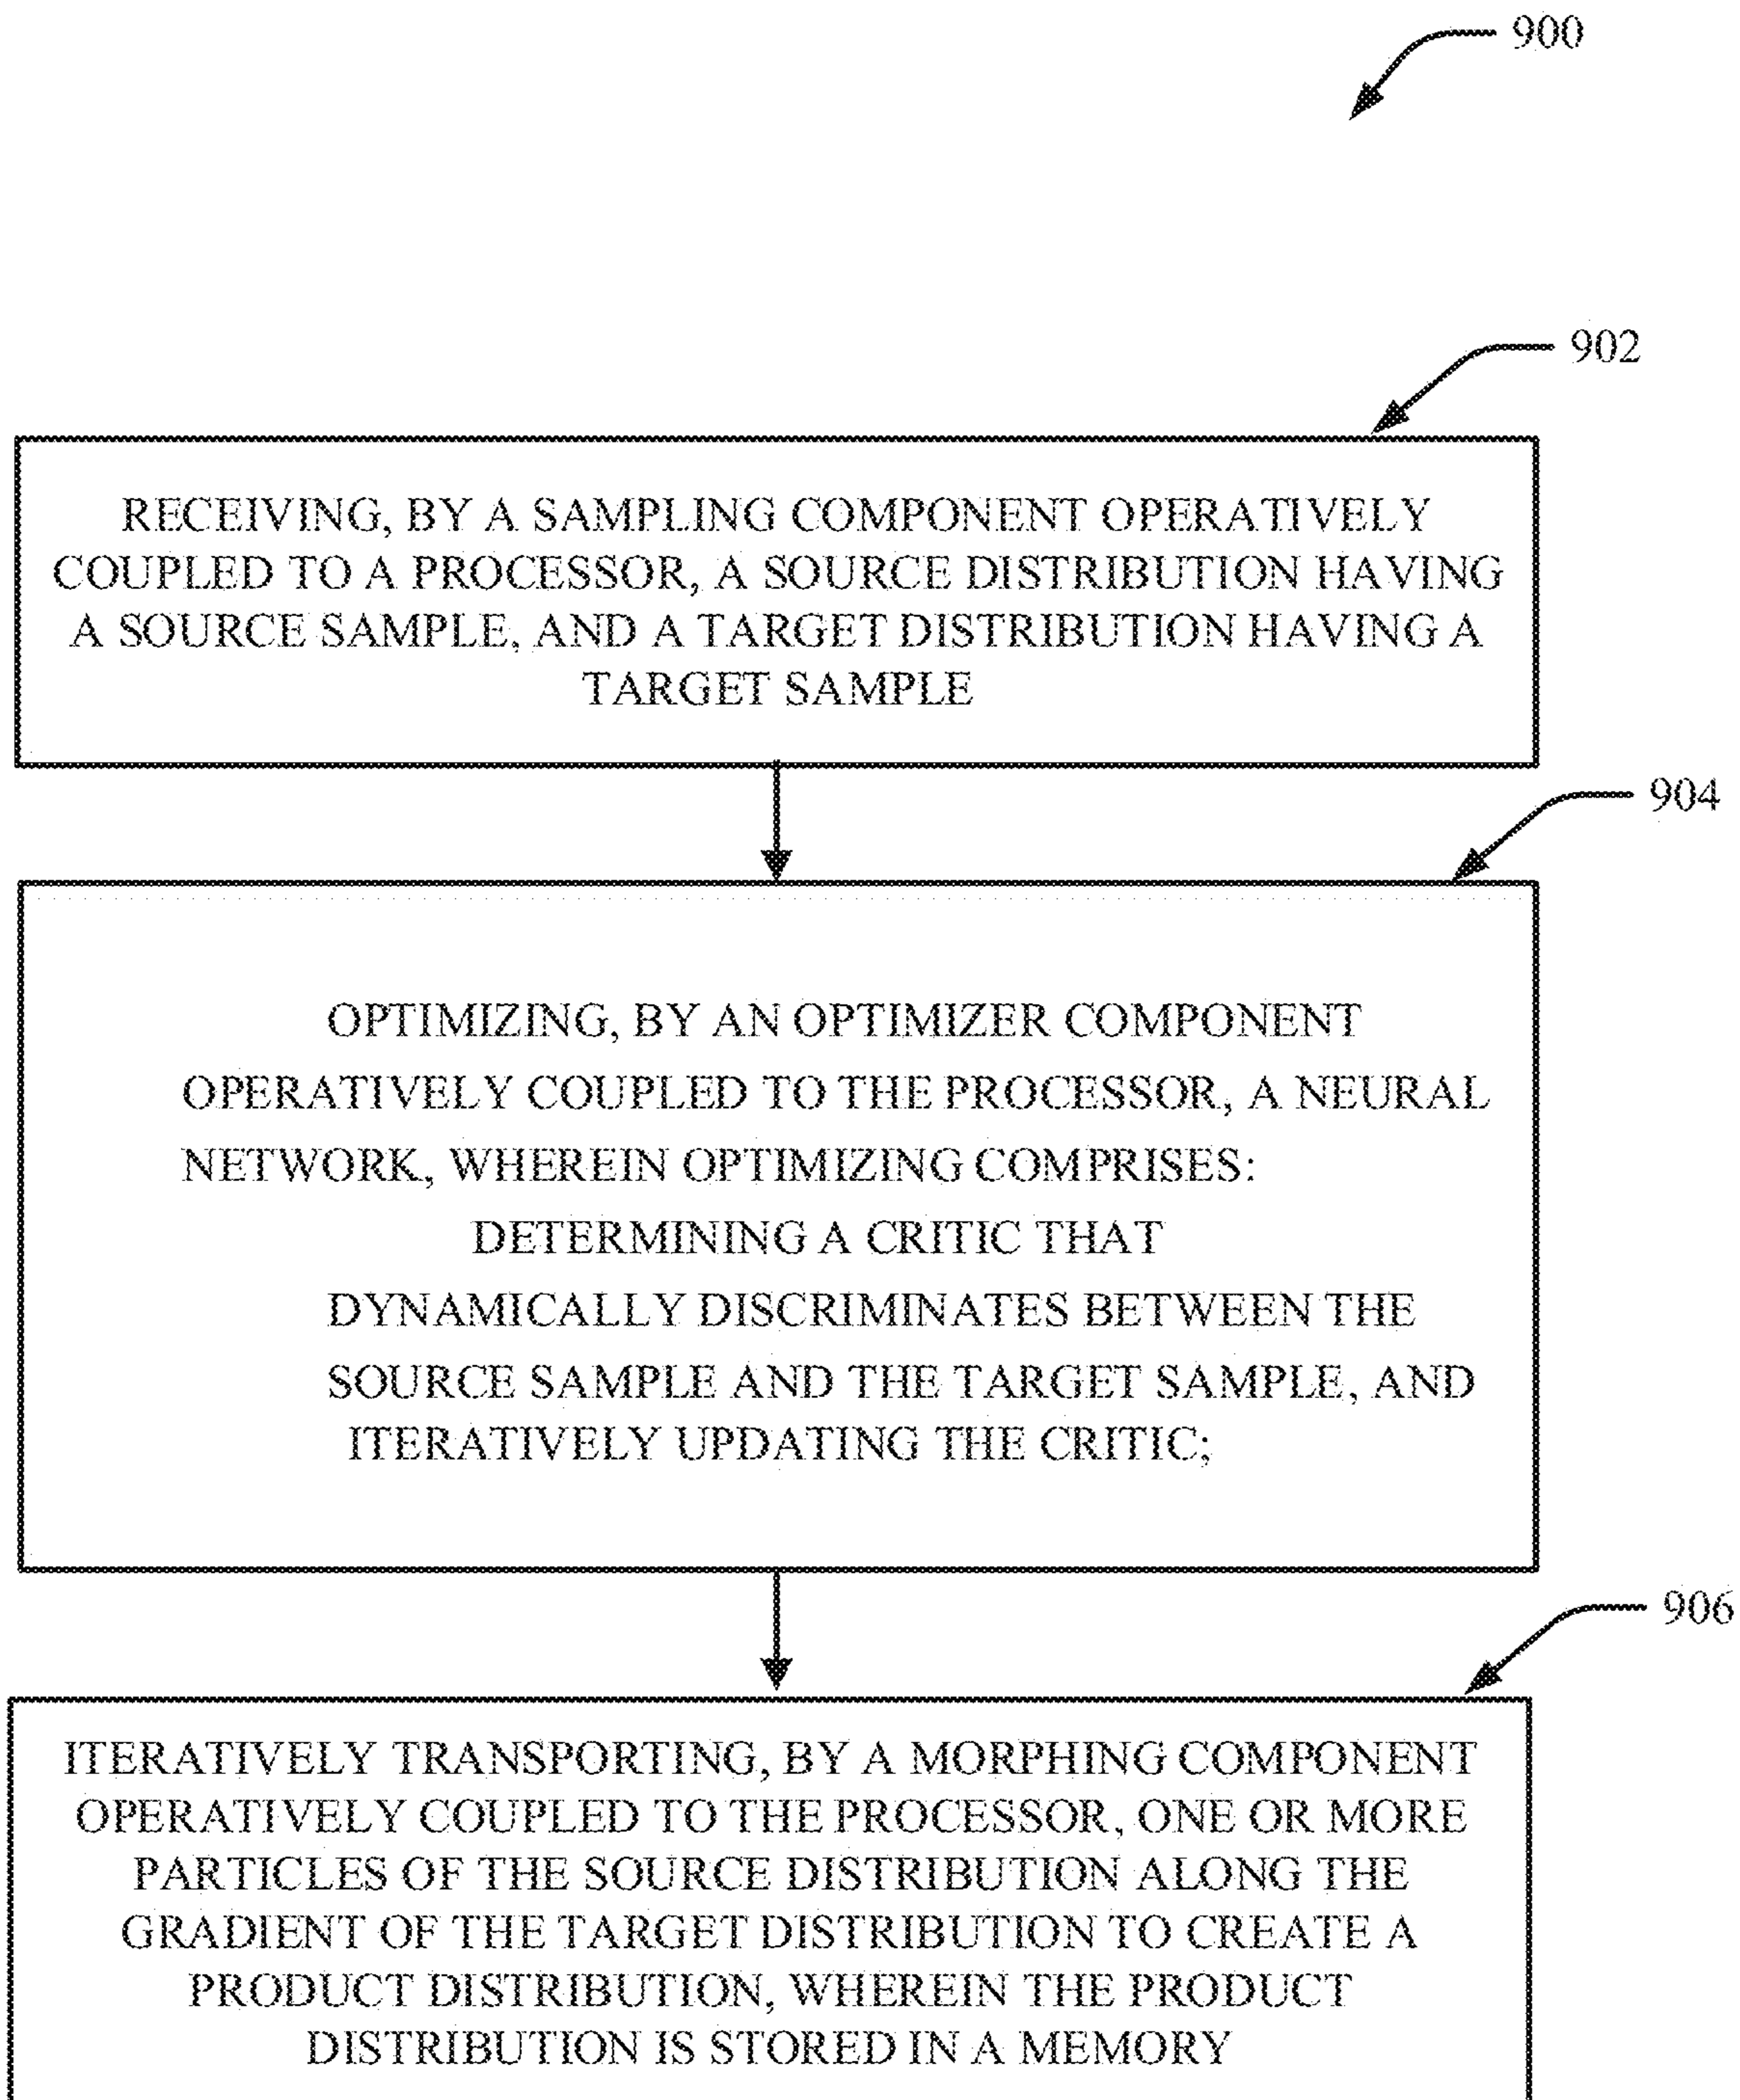 900
902
RECEIVING, BY A SAMPLING COMPONENT OPERATIVELY
COUPLED TO A PROCESSOR, A SOURCE DISTRIBUTION HAVING
A SOURCE SAMPLE, AND A TARGET DISTRIBUTION HAVING A
TARGET SAMPLE
904
OPTIMIZING, BY AN OPTIMIZER COMPONENT
OPERATIVELY COUPLED TO THE PROCESSOR, A NEURAL
NETWORK, WHEREIN OPTIMIZING COMPRISES:
DETERMINING A CRITIC THAT
DYNAMICALLY DISCRIMINATES BETWEEN THE
SOURCE SAMPLE AND THE TARGET SAMPLE, AND
ITERATIVELY UPDATING THE CRITIC;
906
ITERATIVELY TRANSPORTING, BY A MORPHING COMPONENT
OPERATIVELY COUPLED TO THE PROCESSOR, ONE OR MORE
PARTICLES OF THE SOURCE DISTRIBUTION ALONG THE
GRADIENT OF THE TARGET DISTRIBUTION TO CREATE A
PRODUCT DISTRIBUTION, WHEREIN THE PRODUCT
DISTRIBUTION IS STORED IN A MEMORY